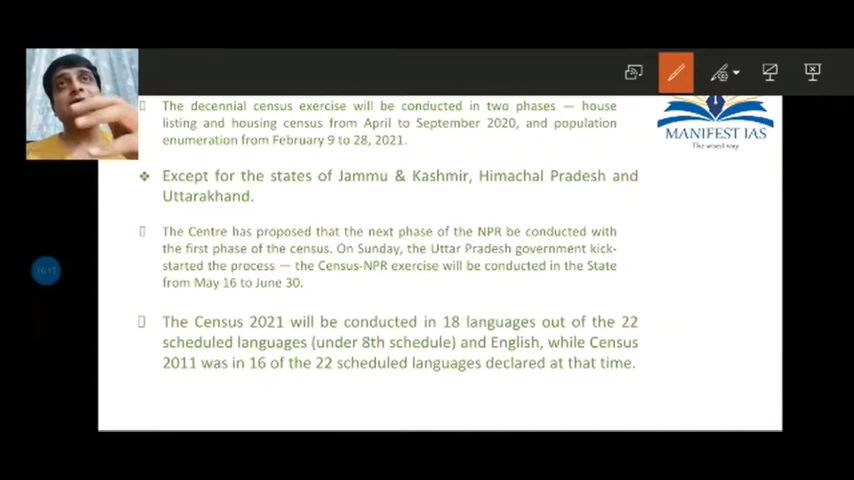 The decennial census exercise will be conducted in two phases — house
listing and housing census from April to September 2020, and population
enumeration from February 9 to 28, 2021.
Except for the states of Jammu & Kashmir, Himachal Pradesh and
Uttarakhand.
The Centre has proposed that the next phase of the NPR be conducted with
the first phase of the census. On Sunday, the Uttar Pradesh government kick-
started the process — the Census-NPR exercise will be conducted in the State
from May 16 to June 30.
The Census 2021 will be conducted in 18 languages out of the 22
scheduled languages (under 8th schedule) and English, while Census
2011 was in 16 of the 22 scheduled languages declared at that time.
MANIFEST IAS